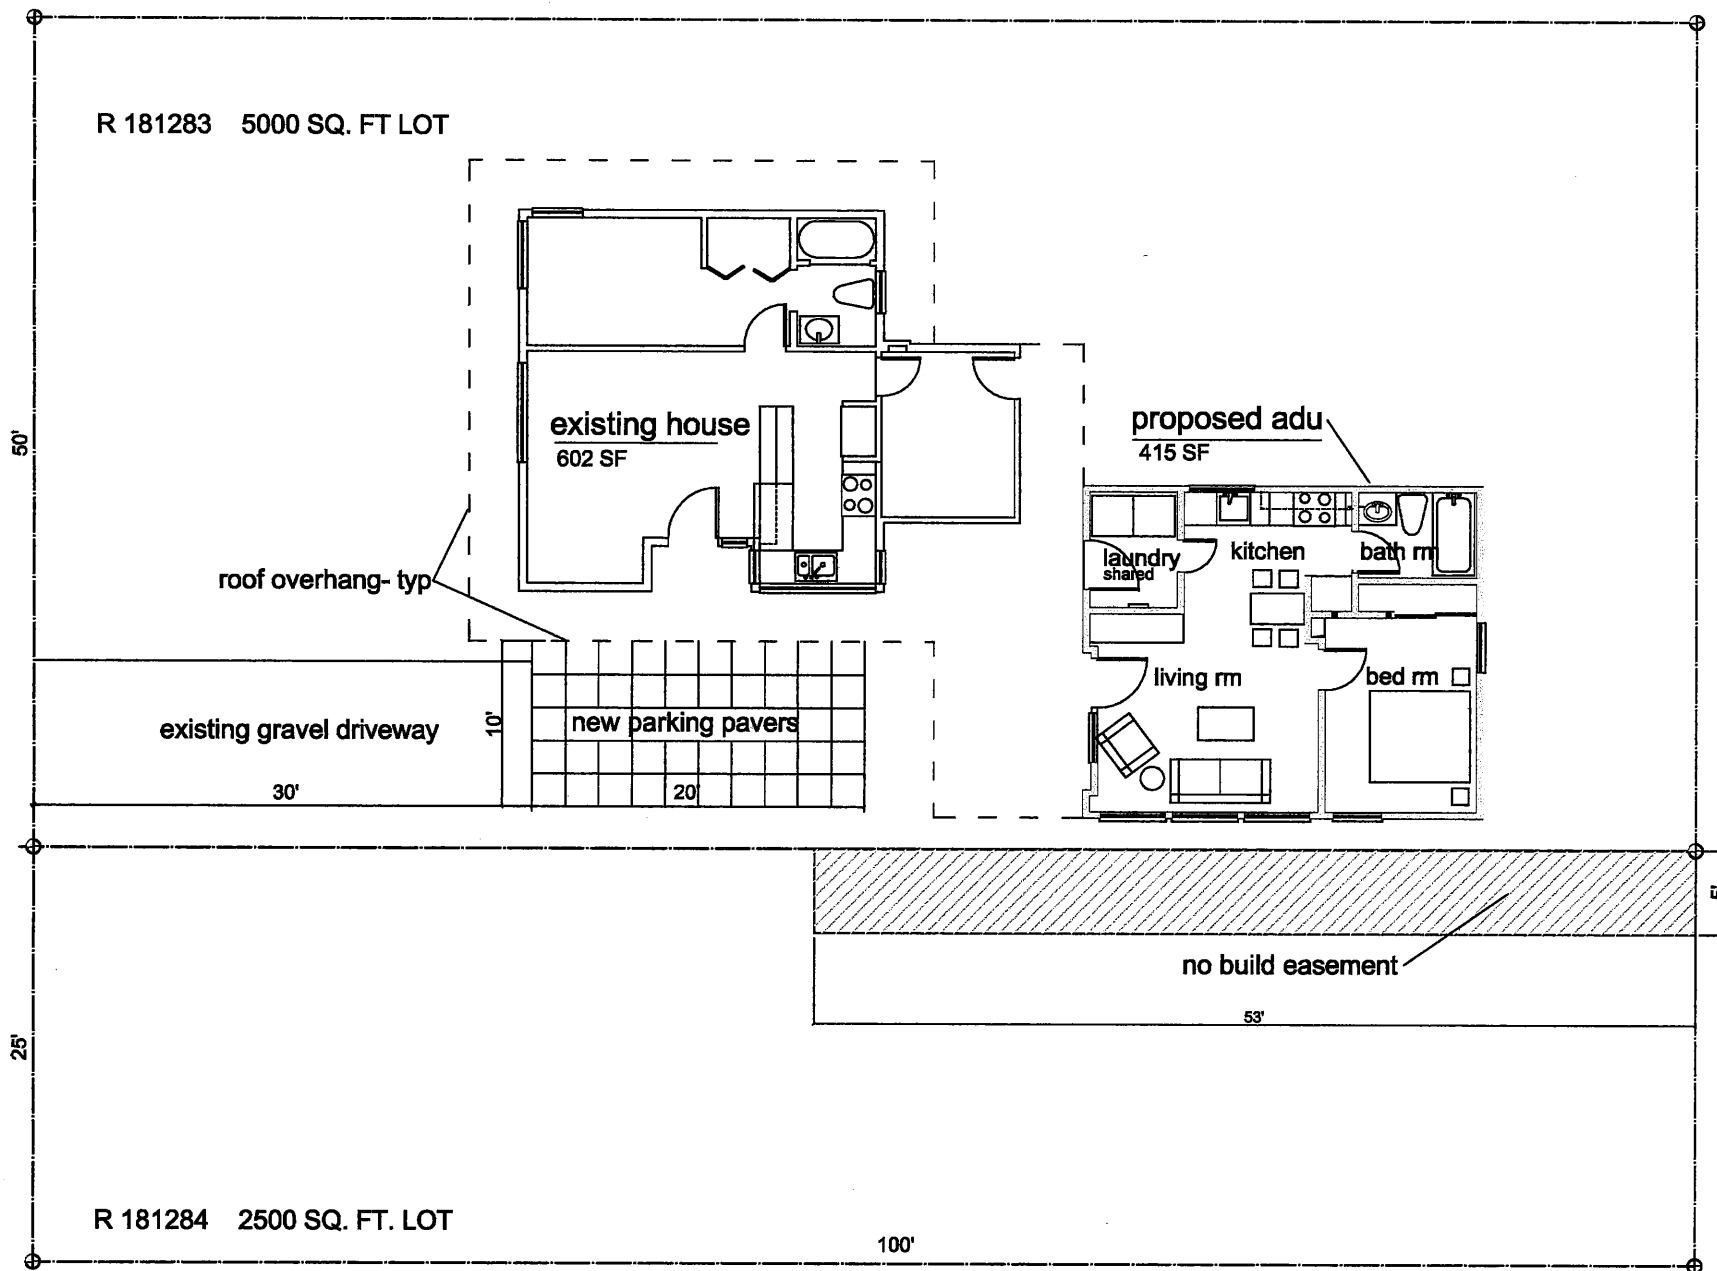 R 181283 5000 SQ. FT LOT
50'
existing house
602 SF
proposed adu
415 SF
laundry
shared
kitchen
bath rm
roof overhang- typ
living rm
bed rm
existing gravel driveway
10'
new parking pavers
30'
20'
5'
no build easement
53'
25'
R 181284 2500 SQ. FT. LOT
100'